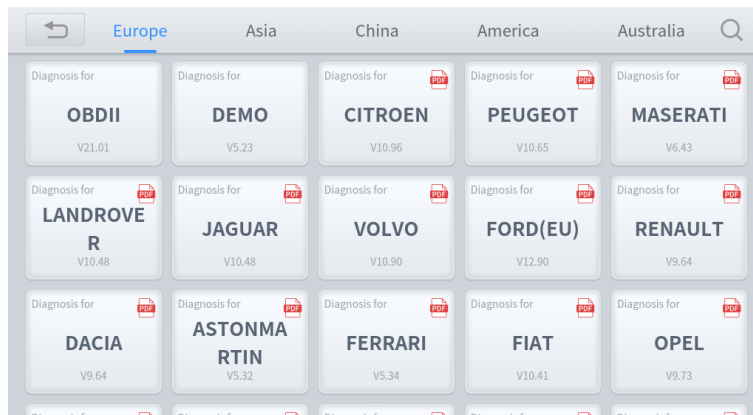 Europe Asia China America Australia
Diagnosis for Diagnosis for Diagnosis for PDF Diagnosis for PDF Diagnosis for PDF
OBDII DEMO CITROEN PEUGEOT MASERATI
V21.01 V5.23 V10.96 V10.65 V6.43
Diagnosis for PDF Diagnosis for PDF Diagnosis for PDF Diagnosis for PDF Diagnosis for PDF
LANDROVE
R JAGUAR VOLVO FORD(EU) RENAULT
V10.48 V10.48 V10.90 V12.90 V9.64
Diagnosis for PDF Diagnosis for PDF Diagnosis for PDF Diagnosis for PDF Diagnosis for PDF
DACIA ASTONMA
RTIN FERRARI FIAT OPEL
V9.64 V5.32 V5.34 V10.41 V9.73